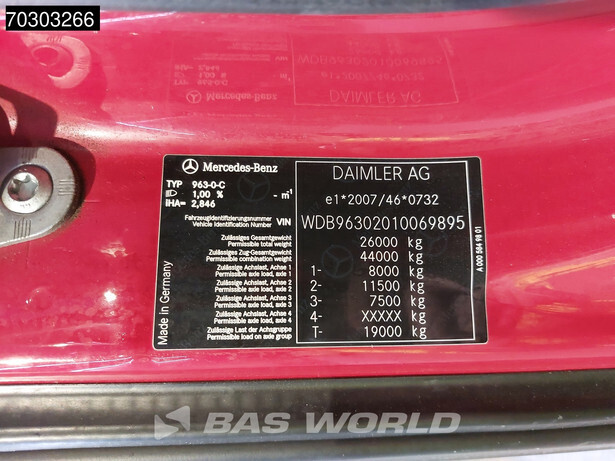 70303266
Mercedes-Benz
TYP 963-0-C
1,00 % - m⁻¹
IHA= 2,846
DAIMLER AG
e1*2007/46*0732
Fahrzeugidentifizierungsnummer
Vehicle Identification Number VIN
WDB96302010069895
Zulässiges Gesamtgewicht
Permissible total weight
26000 kg
Zulässiges Zug-Gesamtgewicht
Permissible combination weight
44000 kg
Zulässige Achslast, Achse 1
Permissible axle load, axle 1
1- 8000 kg
Zulässige Achslast, Achse 2
Permissible axle load, axle 2
2- 11500 kg
Zulässige Achslast, Achse 3
Permissible axle load, axle 3
3- 7500 kg
Zulässige Achslast, Achse 4
Permissible axle load, axle 4
4- XXXXX kg
Zulässige Last der Achsgruppe
Permissible load on axle group
T- 19000 kg
Made in Germany
A 000 584 98 01
BAS WORLD